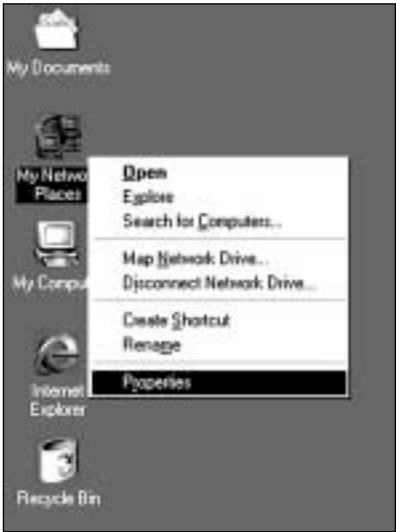 My Documents
My Netwo
Places
Open
Explore
Search for Computers...
My Compu
Map Network Drive...
Disconnect Network Drive...
Create Shortcut
Rename
Properties
Internet
Explorer
Recycle Bin